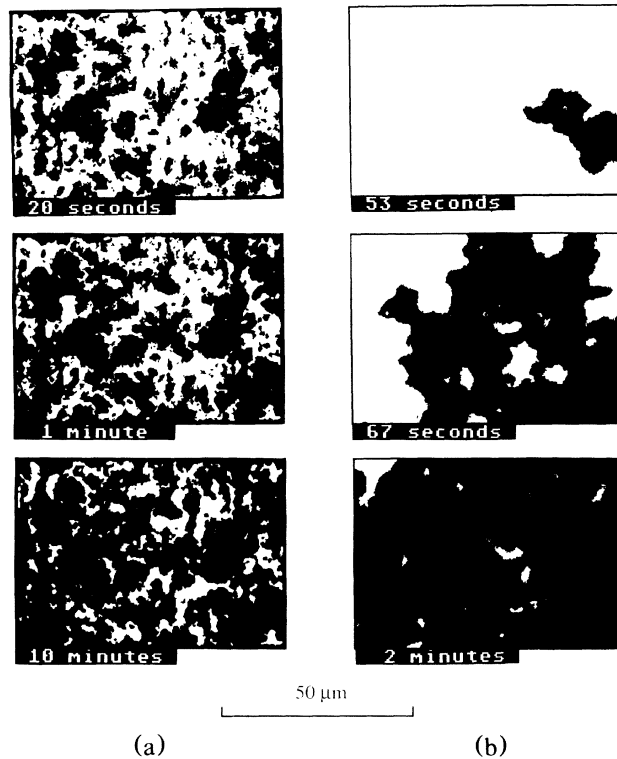 20 seconds
53 seconds
1 minute
67 seconds
10 minutes
2 minutes
50 µm
(a)
(b)